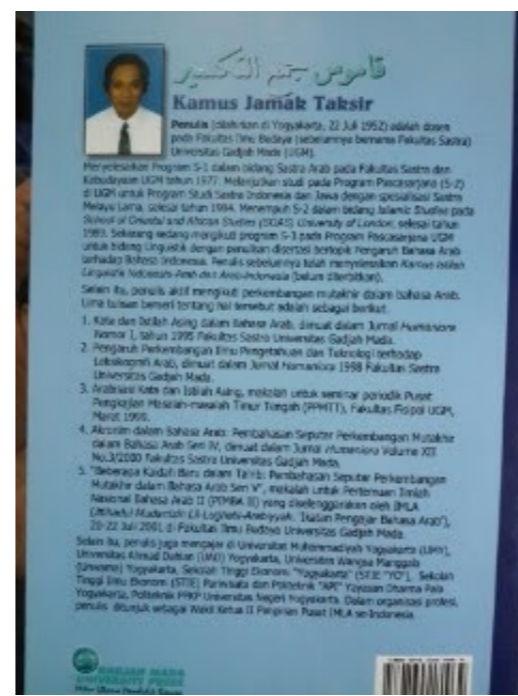 قاموس جمع التكسير
Kamus Jamak Taksir
Penulis (dilahirkan di Yogyakarta, 22 Juli 1952) adalah dosen
pada Fakultas Ilmu Budaya (sebelumnya bernama Fakultas Sastra)
Universitas Gadjah Mada (UGM).
Menyelesaikan Program S-1 dalam bidang Sastra Arab pada Fakultas Sastra dan
Kebudayaan UGM tahun 1977. Melanjutkan studi pada Program Pascasarjana (S-2)
di UGM untuk Program Studi Sastra Indonesia dan Jawa dengan spesialisasi Sastra
Melayu Lama, selesai tahun 1984. Menempuh S-2 dalam bidang Islamic Studies pada
School of Oriental and African Studies (SOAS) University of London, selesai tahun
Sekarang sedang mengikuti program S-3 pada Program Pascasarjana UGM
untuk bidang Linguistik dengan penulisan disertasi bertopik Pengaruh Bahasa Arab
terhadap Bahasa Indonesia. Penulis sebelumnya telah menyelesaikan Kamus Istilah
Linguistik Indonesia-Arab dan Arab-Indonesia (belum diterbitkan).
Selain itu, penulis aktif mengikuti perkembangan mutakhir dalam bahasa Arab.
Lima tulisan berseri tentang hal tersebut adalah sebagai berikut.
1. Kata dan Istilah Asing dalam Bahasa Arab, dimuat dalam Jurnal Humaniora
Nomor I, tahun 1995 Fakultas Sastra Universitas Gadjah Mada.
2. Pengaruh Perkembangan Ilmu Pengetahuan dan Teknologi terhadap
Leksikografi Arab, dimuat dalam Jurnal Humaniora 1998 Fakultas Sastra
Universitas Gadjah Mada.
3. Arabisasi Kata dan Istilah Asing, makalah untuk seminar periodik Pusat
Pengkajian Masalah-masalah Timur Tengah (PPMTT), Fakultas Fisipol UGM,
Maret 1999.
4. Akronim dalam Bahasa Arab: Pembahasan Seputar Perkembangan Mutakhir
dalam Bahasa Arab Seri IV, dimuat dalam Jurnal Humaniora Volume XII
No.3/2000 Fakultas Sastra Universitas Gadjah Mada.
5. "Beberapa Kaidah Baru dalam Ta'rib: Pembahasan Seputar Perkembangan
Mutakhir dalam Bahasa Arab Seri V", makalah untuk Pertemuan Ilmiah
Nasional Bahasa Arab II (PINBA II) yang diselenggarakan oleh IMLA
'Ikatan Pengajar Bahasa Arab'),
20-22 Juli 2001 di Fakultas Ilmu Budaya Universitas Gadjah Mada.
Selain itu, penulis juga mengajar di Universitas Muhammadiyah Yogyakarta (UMY),
Universitas Ahmad Dahlan (UAD) Yogyakarta, Universitas Wangsa Manggala
(Unwama) Yogyakarta, Sekolah Tinggi Ekonomi "Yogyakarta" (STIE "YO"), Sekolah
Tinggi Ilmu Ekonomi (STIE) Pariwisata dan Politeknik "API" Yayasan Dharma Pala
Yogyakarta, Politeknik PPKP Universitas Negeri Yogyakarta. Dalam organisasi profesi,
penulis ditunjuk sebagai Wakil Ketua II Pimpinan Pusat IMLA se-Indonesia.
GADJAH MADA
UNIVERSITY PRESS